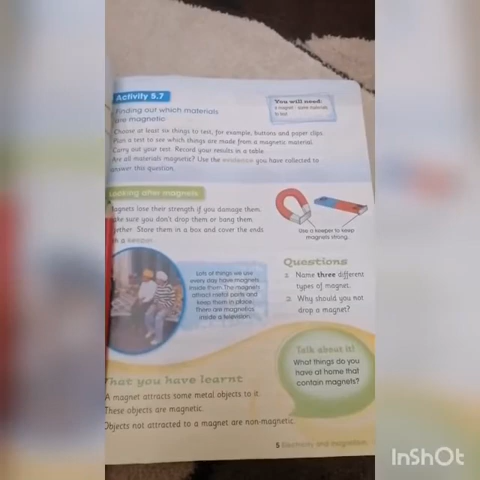 Activity 5.7
Finding out which materials
are magnetic
You will need:
a magnet • some materials
to test
Choose at least six things to test, for example, buttons and paper clips.
Plan a test to see which things are made from a magnetic material.
Carry out your test. Record your results in a table.
Are all materials magnetic? Use the evidence you have collected to
answer this question.
Looking after magnets
Magnets lose their strength if you damage them.
Make sure you don't drop them or bang them
together. Store them in a box and cover the ends
with a keeper.
Use a keeper to keep
magnets strong.
Lots of things we use
every day have magnets
inside them. The magnets
attract metal parts and
keep them in place.
There are magnets
inside a television.
Questions
1 Name three different
types of magnet.
2 Why should you not
drop a magnet?
Talk about it!
What things do you
have at home that
contain magnets?
What you have learnt
A magnet attracts some metal objects to it.
These objects are magnetic.
Objects not attracted to a magnet are non-magnetic.
5 Electricity and magnetism
InShOt